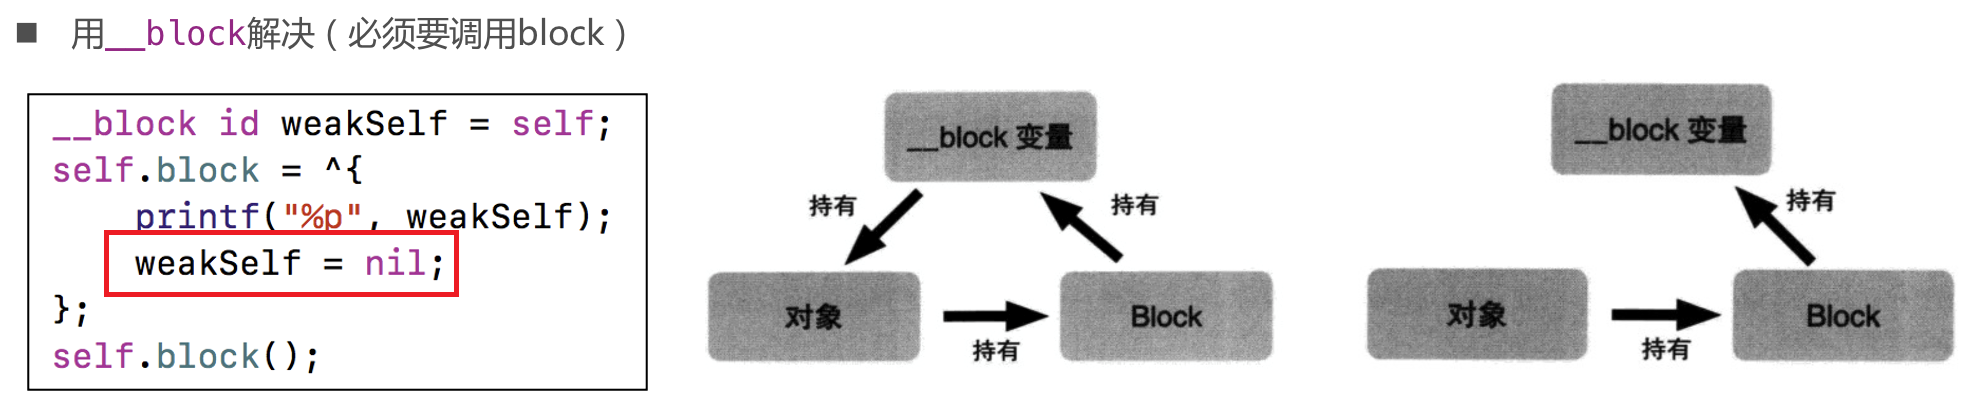 ■ 用__block解决（必须要调用block）
__block id weakSelf = self;
self.block = ^{
printf("%p", weakSelf);
weakSelf = nil;
};
self.block();
__block 变量
持有
持有
对象
持有
Block
__block 变量
持有
对象
持有
Block